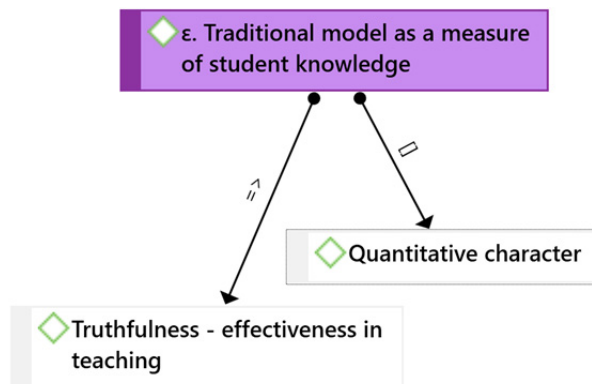 ε. Traditional model as a measure
of student knowledge
=>
[]
Quantitative character
Truthfulness - effectiveness in
teaching